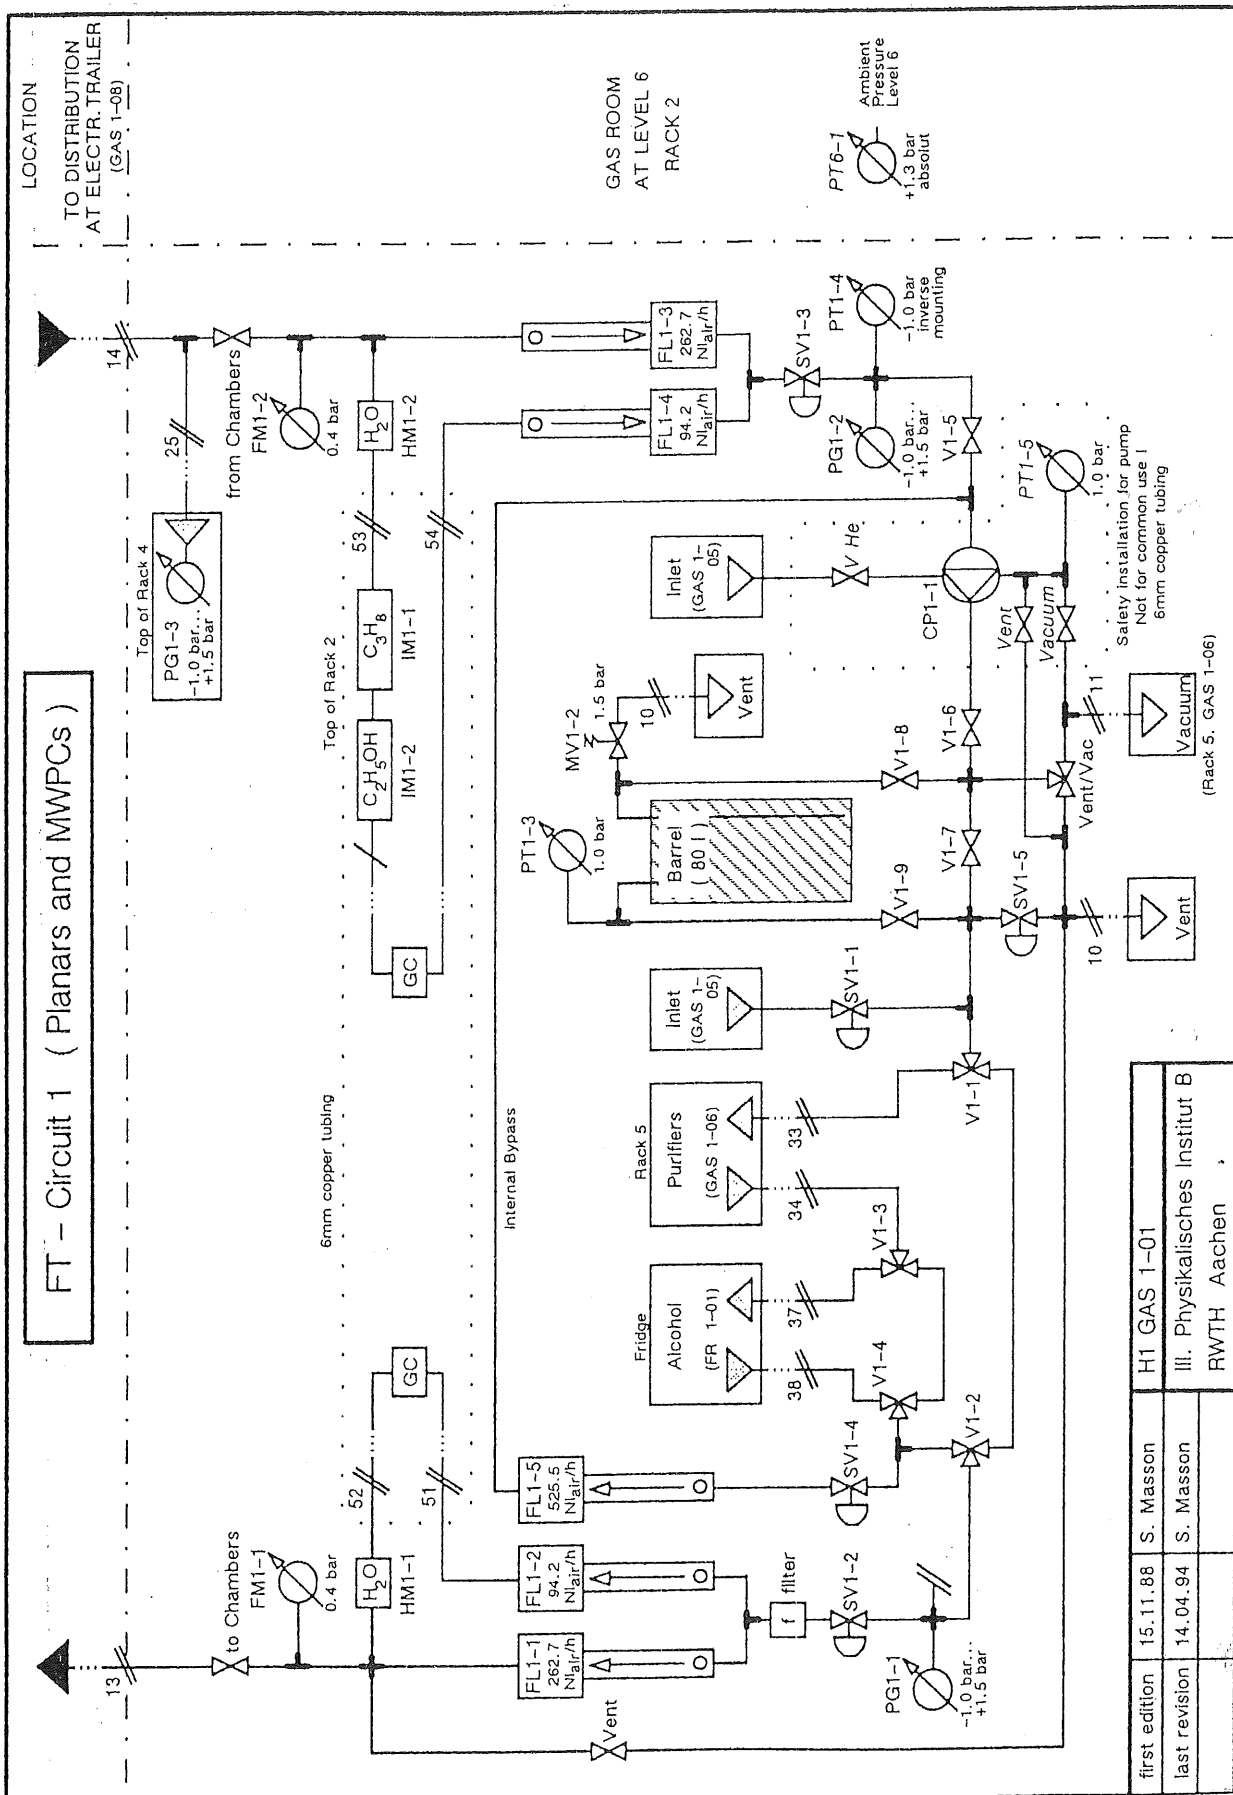 FT - Circuit 1 ( Planars and MWPCs )
LOCATION
TO DISTRIBUTION
AT ELECTR.TRAILER
(GAS 1-08)
13
14
to Chambers
FM1-1
0.4 bar
Top of Rack 4
PG1-3
-1.0 bar...
+1.5 bar
25
from Chambers
FM1-2
0.4 bar
H2O
HM1-1
52
51
GC
6mm copper tubing
GC
Top of Rack 2
C2H5OH
IM1-2
C3H8
IM1-1
53
54
H2O
HM1-2
Internal Bypass
FL1-1
262.7
Nlair/h
FL1-2
94.2
Nlair/h
FL1-5
525.5
Nlair/h
FL1-4
94.2
Nlair/h
FL1-3
262.7
Nlair/h
GAS ROOM
AT LEVEL 6
RACK 2
Vent
f
filter
SV1-2
PG1-1
-1.0 bar...
+1.5 bar
SV1-4
Fridge
Alcohol
(FR 1-01)
38
37
V1-4
V1-3
V1-2
Rack 5
Purifiers
(GAS 1-06)
34
33
V1-1
Inlet
(GAS 1-
05)
SV1-1
PT1-3
1.0 bar
Barrel
( 80 l )
MV1-2
1.5 bar
10
Vent
V1-9
V1-8
V1-7
V1-6
Inlet
(GAS 1-
05)
V He
CP1-1
SV1-3
PG1-2
-1.0 bar...
+1.5 bar
PT1-4
-1.0 bar
inverse
mounting
V1-5
PT6-1
+1.3 bar
absolut
Ambient
Pressure
Level 6
SV1-5
Vent/Vac
Vent
Vacuum
PT1-5
1.0 bar
Safety installation for pump
Not for common use !
6mm copper tubing
10
Vent
11
Vacuum
(Rack 5. GAS 1-06)
first edition 15.11.88 S. Masson H1 GAS 1-01
last revision 14.04.94 S. Masson III. Physikalisches Institut B
RWTH Aachen